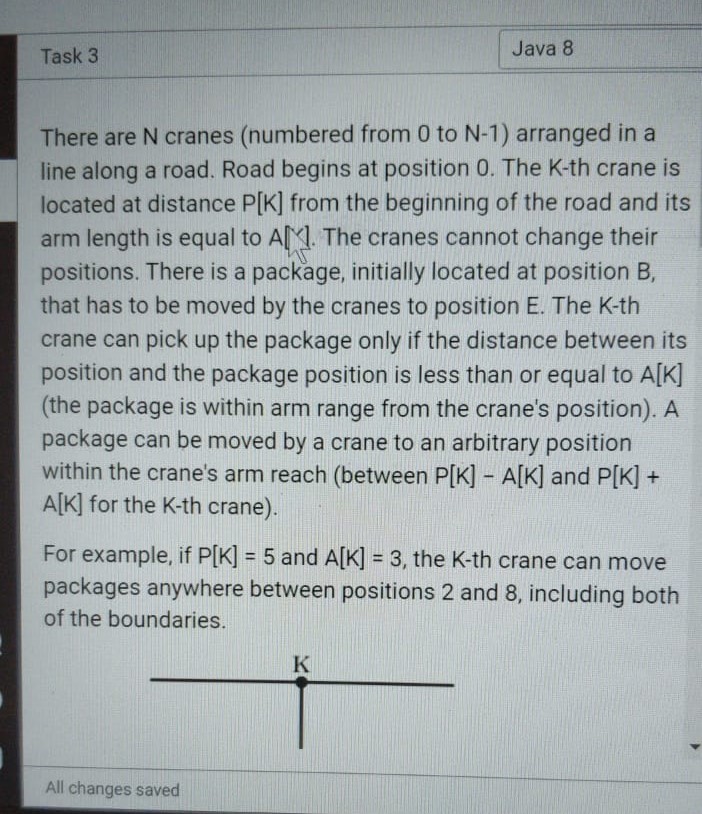 Task 3
Java 8
There are N cranes (numbered from 0 to N-1) arranged in a
line along a road. Road begins at position 0. The K-th crane is
located at distance P[K] from the beginning of the road and its
arm length is equal to A[K]. The cranes cannot change their
positions. There is a package, initially located at position B,
that has to be moved by the cranes to position E. The K-th
crane can pick up the package only if the distance between its
position and the package position is less than or equal to A[K]
(the package is within arm range from the crane's position). A
package can be moved by a crane to an arbitrary position
within the crane's arm reach (between P[K] − A[K] and P[K] +
A[K] for the K-th crane).
For example, if P[K] = 5 and A[K] = 3, the K-th crane can move
packages anywhere between positions 2 and 8, including both
of the boundaries.
K
All changes saved